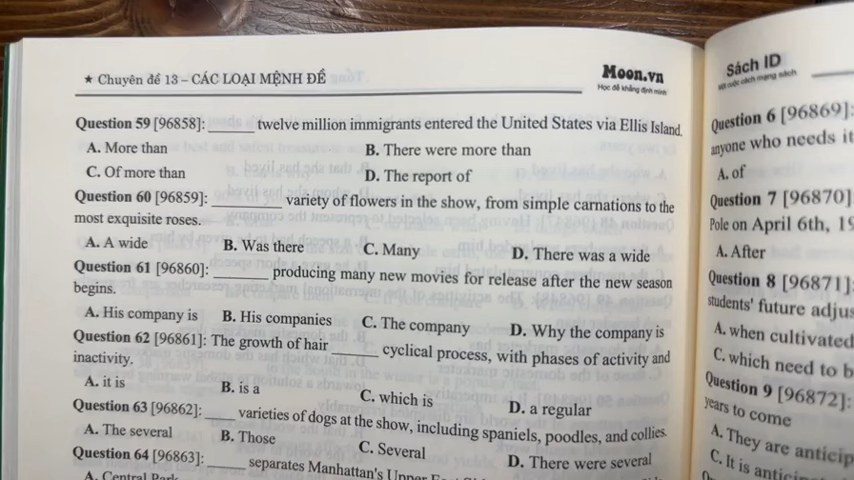 ★ Chuyên đề 13 – CÁC LOẠI MỆNH ĐỀ
Moon.vn
Học để khẳng định mình
Question 59 [96858]: _____ twelve million immigrants entered the United States via Ellis Island.
A. More than B. There were more than
C. Of more than D. The report of
Question 60 [96859]: _______ variety of flowers in the show, from simple carnations to the
most exquisite roses.
A. A wide B. Was there C. Many D. There was a wide
Question 61 [96860]: ______ producing many new movies for release after the new season
begins.
A. His company is B. His companies C. The company D. Why the company is
Question 62 [96861]: The growth of hair _____ cyclical process, with phases of activity and
inactivity.
A. it is B. is a C. which is D. a regular
Question 63 [96862]: ____ varieties of dogs at the show, including spaniels, poodles, and collies.
A. The several B. Those C. Several D. There were several
Question 64 [96863]: _____ separates Manhattan's Upper
A. Central Park
Sách ID
Question 6 [96869]:
anyone who needs it
A. of
Question 7 [96870]
Pole on April 6th, 19
A. After
Question 8 [96871]:
students' future adjus
A. when cultivated
C. which need to b
Question 9 [96872]:
years to come
A. They are anticip
C. It is antici